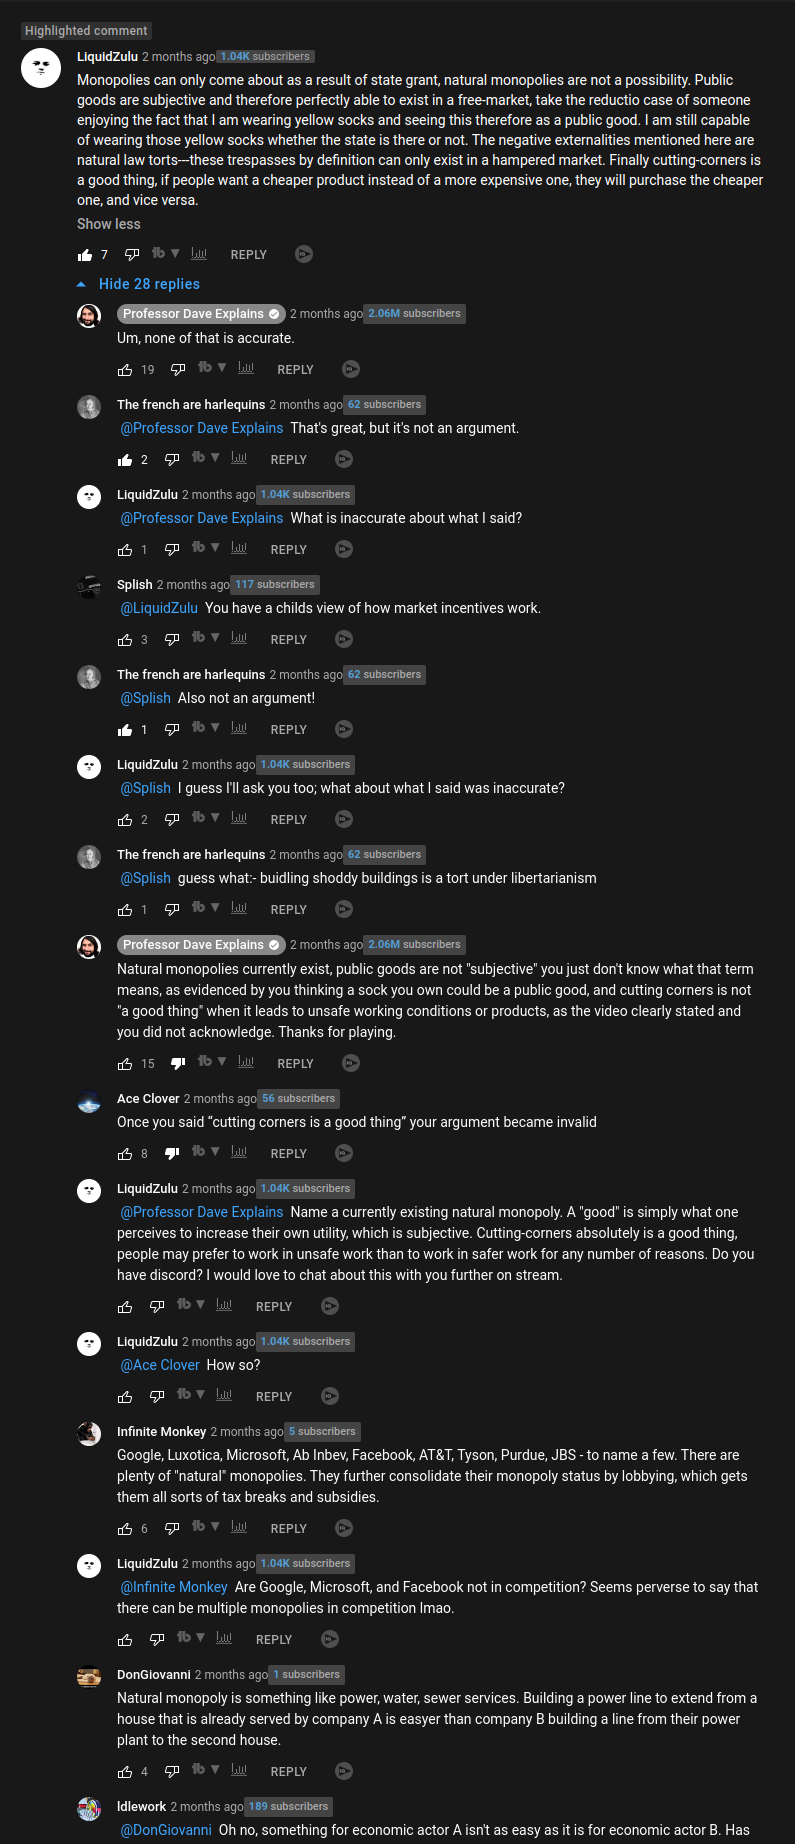 Highlighted comment
LiquidZulu 2 months ago 1.04K subscribers
Monopolies can only come about as a result of state grant, natural monopolies are not a possibility. Public
goods are subjective and therefore perfectly able to exist in a free-market, take the reductio case of someone
enjoying the fact that I am wearing yellow socks and seeing this therefore as a public good. I am still capable
of wearing those yellow socks whether the state is there or not. The negative externalities mentioned here are
natural law torts---these trespasses by definition can only exist in a hampered market. Finally cutting-corners is
a good thing, if people want a cheaper product instead of a more expensive one, they will purchase the cheaper
one, and vice versa.
Show less
7 REPLY
Hide 28 replies
Professor Dave Explains 2 months ago 2.06M subscribers
Um, none of that is accurate.
19 REPLY
The french are harlequins 2 months ago 62 subscribers
@Professor Dave Explains That's great, but it's not an argument.
2 REPLY
LiquidZulu 2 months ago 1.04K subscribers
@Professor Dave Explains What is inaccurate about what I said?
1 REPLY
Splish 2 months ago 117 subscribers
@LiquidZulu You have a childs view of how market incentives work.
3 REPLY
The french are harlequins 2 months ago 62 subscribers
@Splish Also not an argument!
1 REPLY
LiquidZulu 2 months ago 1.04K subscribers
@Splish I guess I'll ask you too; what about what I said was inaccurate?
2 REPLY
The french are harlequins 2 months ago 62 subscribers
@Splish guess what:- buidling shoddy buildings is a tort under libertarianism
1 REPLY
Professor Dave Explains 2 months ago 2.06M subscribers
Natural monopolies currently exist, public goods are not "subjective" you just don't know what that term
means, as evidenced by you thinking a sock you own could be a public good, and cutting corners is not
"a good thing" when it leads to unsafe working conditions or products, as the video clearly stated and
you did not acknowledge. Thanks for playing.
15 REPLY
Ace Clover 2 months ago 56 subscribers
Once you said “cutting corners is a good thing” your argument became invalid
8 REPLY
LiquidZulu 2 months ago 1.04K subscribers
@Professor Dave Explains Name a currently existing natural monopoly. A "good" is simply what one
perceives to increase their own utility, which is subjective. Cutting-corners absolutely is a good thing,
people may prefer to work in unsafe work than to work in safer work for any number of reasons. Do you
have discord? I would love to chat about this with you further on stream.
REPLY
LiquidZulu 2 months ago 1.04K subscribers
@Ace Clover How so?
REPLY
Infinite Monkey 2 months ago 5 subscribers
Google, Luxotica, Microsoft, Ab Inbev, Facebook, AT&T, Tyson, Purdue, JBS - to name a few. There are
plenty of "natural" monopolies. They further consolidate their monopoly status by lobbying, which gets
them all sorts of tax breaks and subsidies.
6 REPLY
LiquidZulu 2 months ago 1.04K subscribers
@Infinite Monkey Are Google, Microsoft, and Facebook not in competition? Seems perverse to say that
there can be multiple monopolies in competition lmao.
REPLY
DonGiovanni 2 months ago 1 subscribers
Natural monopoly is something like power, water, sewer services. Building a power line to extend from a
house that is already served by company A is easyer than company B building a line from their power
plant to the second house.
4 REPLY
Idlework 2 months ago 189 subscribers
@DonGiovanni Oh no, something for economic actor A isn't as easy as it is for economic actor B. Has